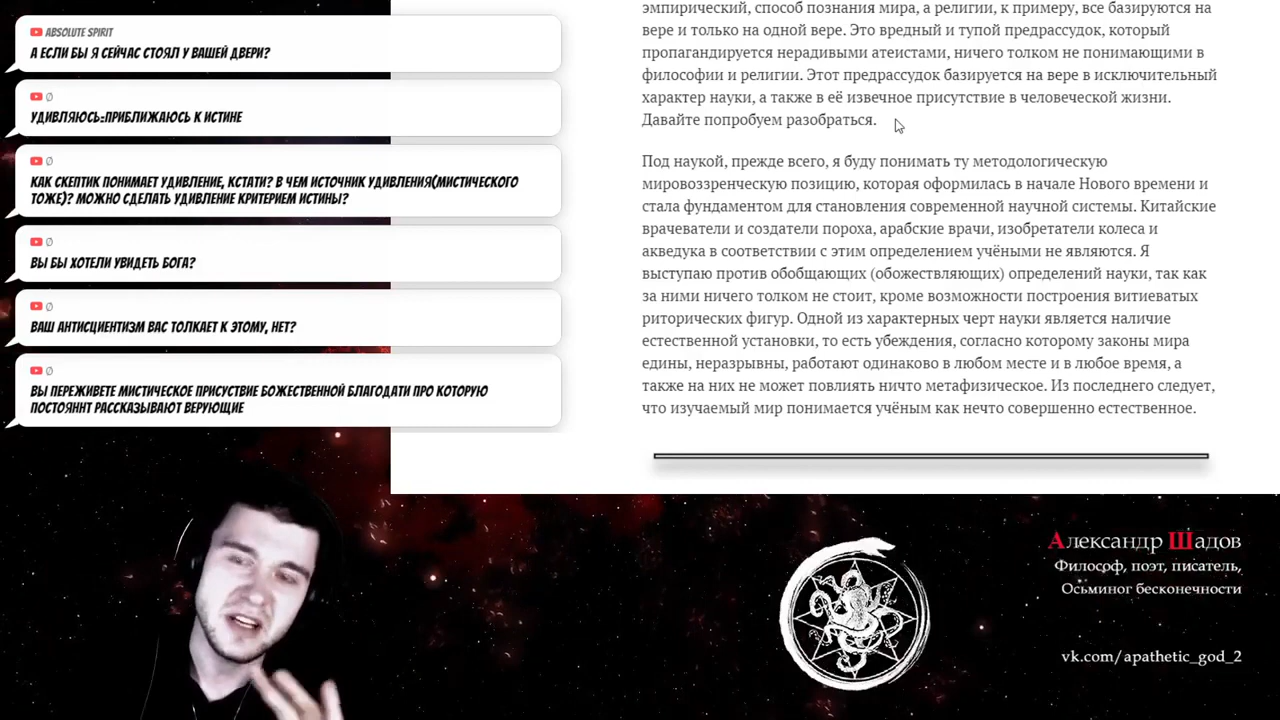 ABSOLUTE SPIRIT
А ЕСЛИ БЫ Я СЕЙЧАС СТОЯЛ У ВАШЕЙ ДВЕРИ?
Ø
УДИВЛЯЮСЬ=ПРИБЛИЖАЮСЬ К ИСТИНЕ
Ø
КАК СКЕПТИК ПОНИМАЕТ УДИВЛЕНИЕ, КСТАТИ? В ЧЕМ ИСТОЧНИК УДИВЛЕНИЯ(МИСТИЧЕСКОГО
ТОЖЕ)? МОЖНО СДЕЛАТЬ УДИВЛЕНИЕ КРИТЕРИЕМ ИСТИНЫ?
Ø
ВЫ БЫ ХОТЕЛИ УВИДЕТЬ БОГА?
Ø
ВАШ АНТИСЦИЕНТИЗМ ВАС ТОЛКАЕТ К ЭТОМУ, НЕТ?
Ø
ВЫ ПЕРЕЖИВЕТЕ МИСТИЧЕСКОЕ ПРИСУСТВИЕ БОЖЕСТВЕННОЙ БЛАГОДАТИ ПРО КОТОРУЮ
ПОСТОЯННТ РАССКАЗЫВАЮТ ВЕРУЮЩИЕ
эмпирический, способ познания мира, а религии, к примеру, все базируются на
вере и только на одной вере. Это вредный и тупой предрассудок, который
пропагандируется нерадивыми атеистами, ничего толком не понимающими в
философии и религии. Этот предрассудок базируется на вере в исключительный
характер науки, а также в её извечное присутствие в человеческой жизни.
Давайте попробуем разобраться.
Под наукой, прежде всего, я буду понимать ту методологическую
мировоззренческую позицию, которая оформилась в начале Нового времени и
стала фундаментом для становления современной научной системы. Китайские
врачеватели и создатели пороха, арабские врачи, изобретатели колеса и
акведука в соответствии с этим определением учёными не являются. Я
выступаю против обобщающих (обожествляющих) определений науки, так как
за ними ничего толком не стоит, кроме возможности построения витиеватых
риторических фигур. Одной из характерных черт науки является наличие
естественной установки, то есть убеждения, согласно которому законы мира
едины, неразрывны, работают одинаково в любом месте и в любое время, а
также на них не может повлиять ничто метафизическое. Из последнего следует,
что изучаемый мир понимается учёным как нечто совершенно естественное.
Александр Шадов
Философ, поэт, писатель,
Осьминог бесконечности
vk.com/apathetic_god_2